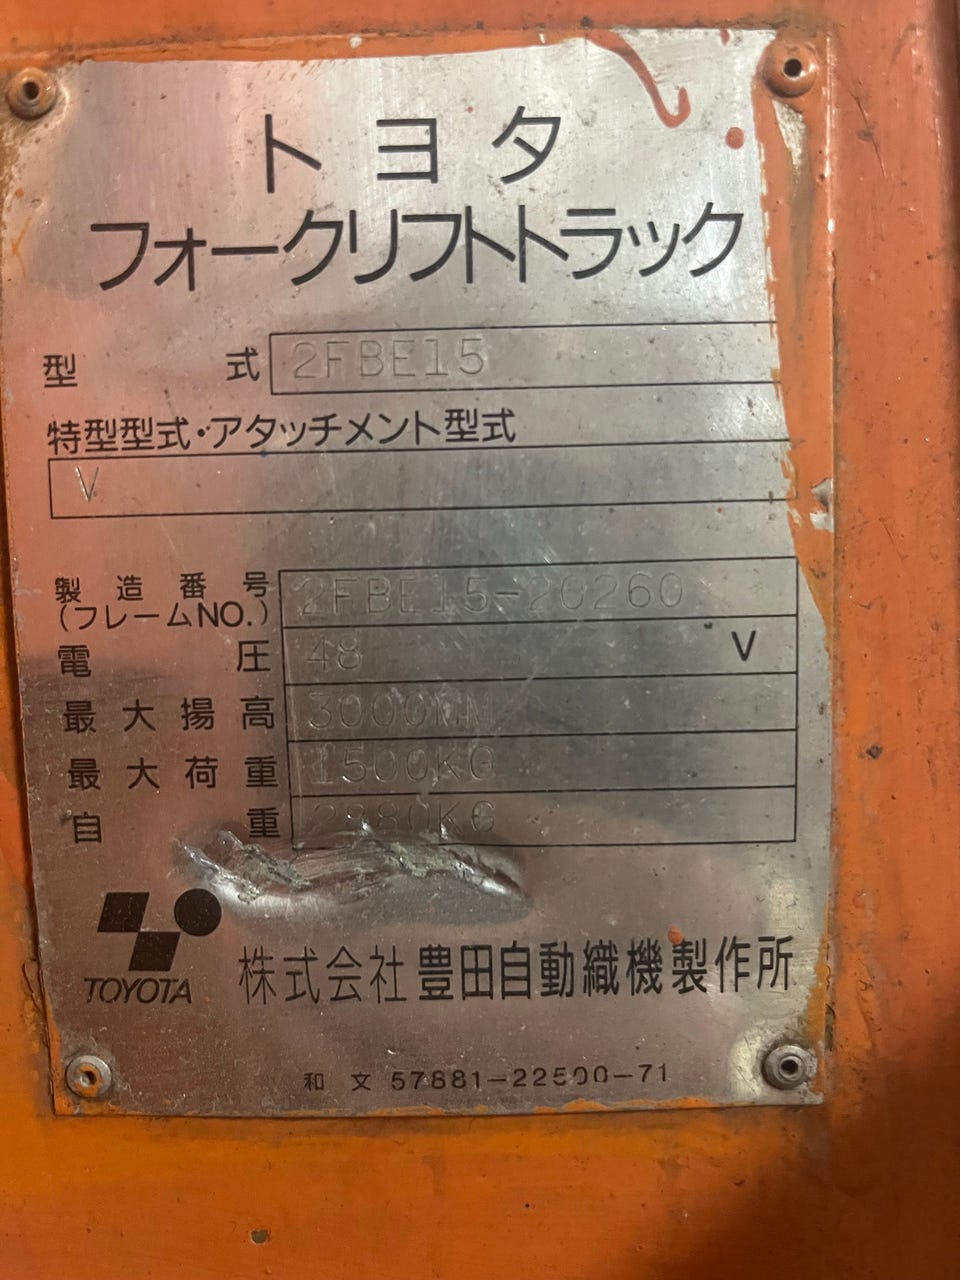 トヨタ
フォークリフトトラック
型式 2FBE15
特型型式・アタッチメント型式
V
製造番号 2FBE15-20260
(フレームNO.)
電圧 48 V
最大揚高 3000MM
最大荷重 1500KG
自重 2880KG
TOYOTA 株式会社 豊田自動織機製作所
和文 57881-22500-71